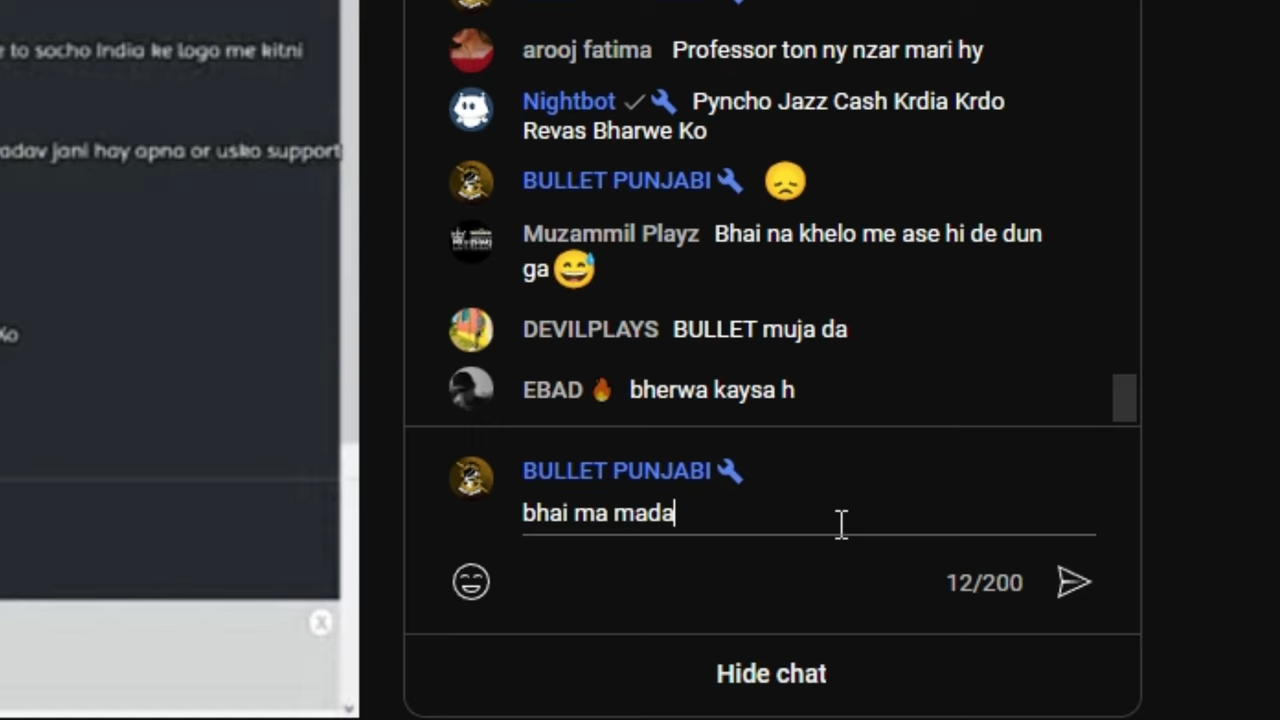 e to socho India ke logo me kitni
adav jani hay apna or usko support
Ko
arooj fatima Professor ton ny nzar mari hy
Nightbot Pyncho Jazz Cash Krdia Krdo
Revas Bharwe Ko
BULLET PUNJABI 😞
Muzammil Playz Bhai na khelo me ase hi de dun
ga😅
DEVILPLAYS BULLET muja da
EBAD 🔥 bherwa kaysa h
BULLET PUNJABI
bhai ma mada
12/200
Hide chat